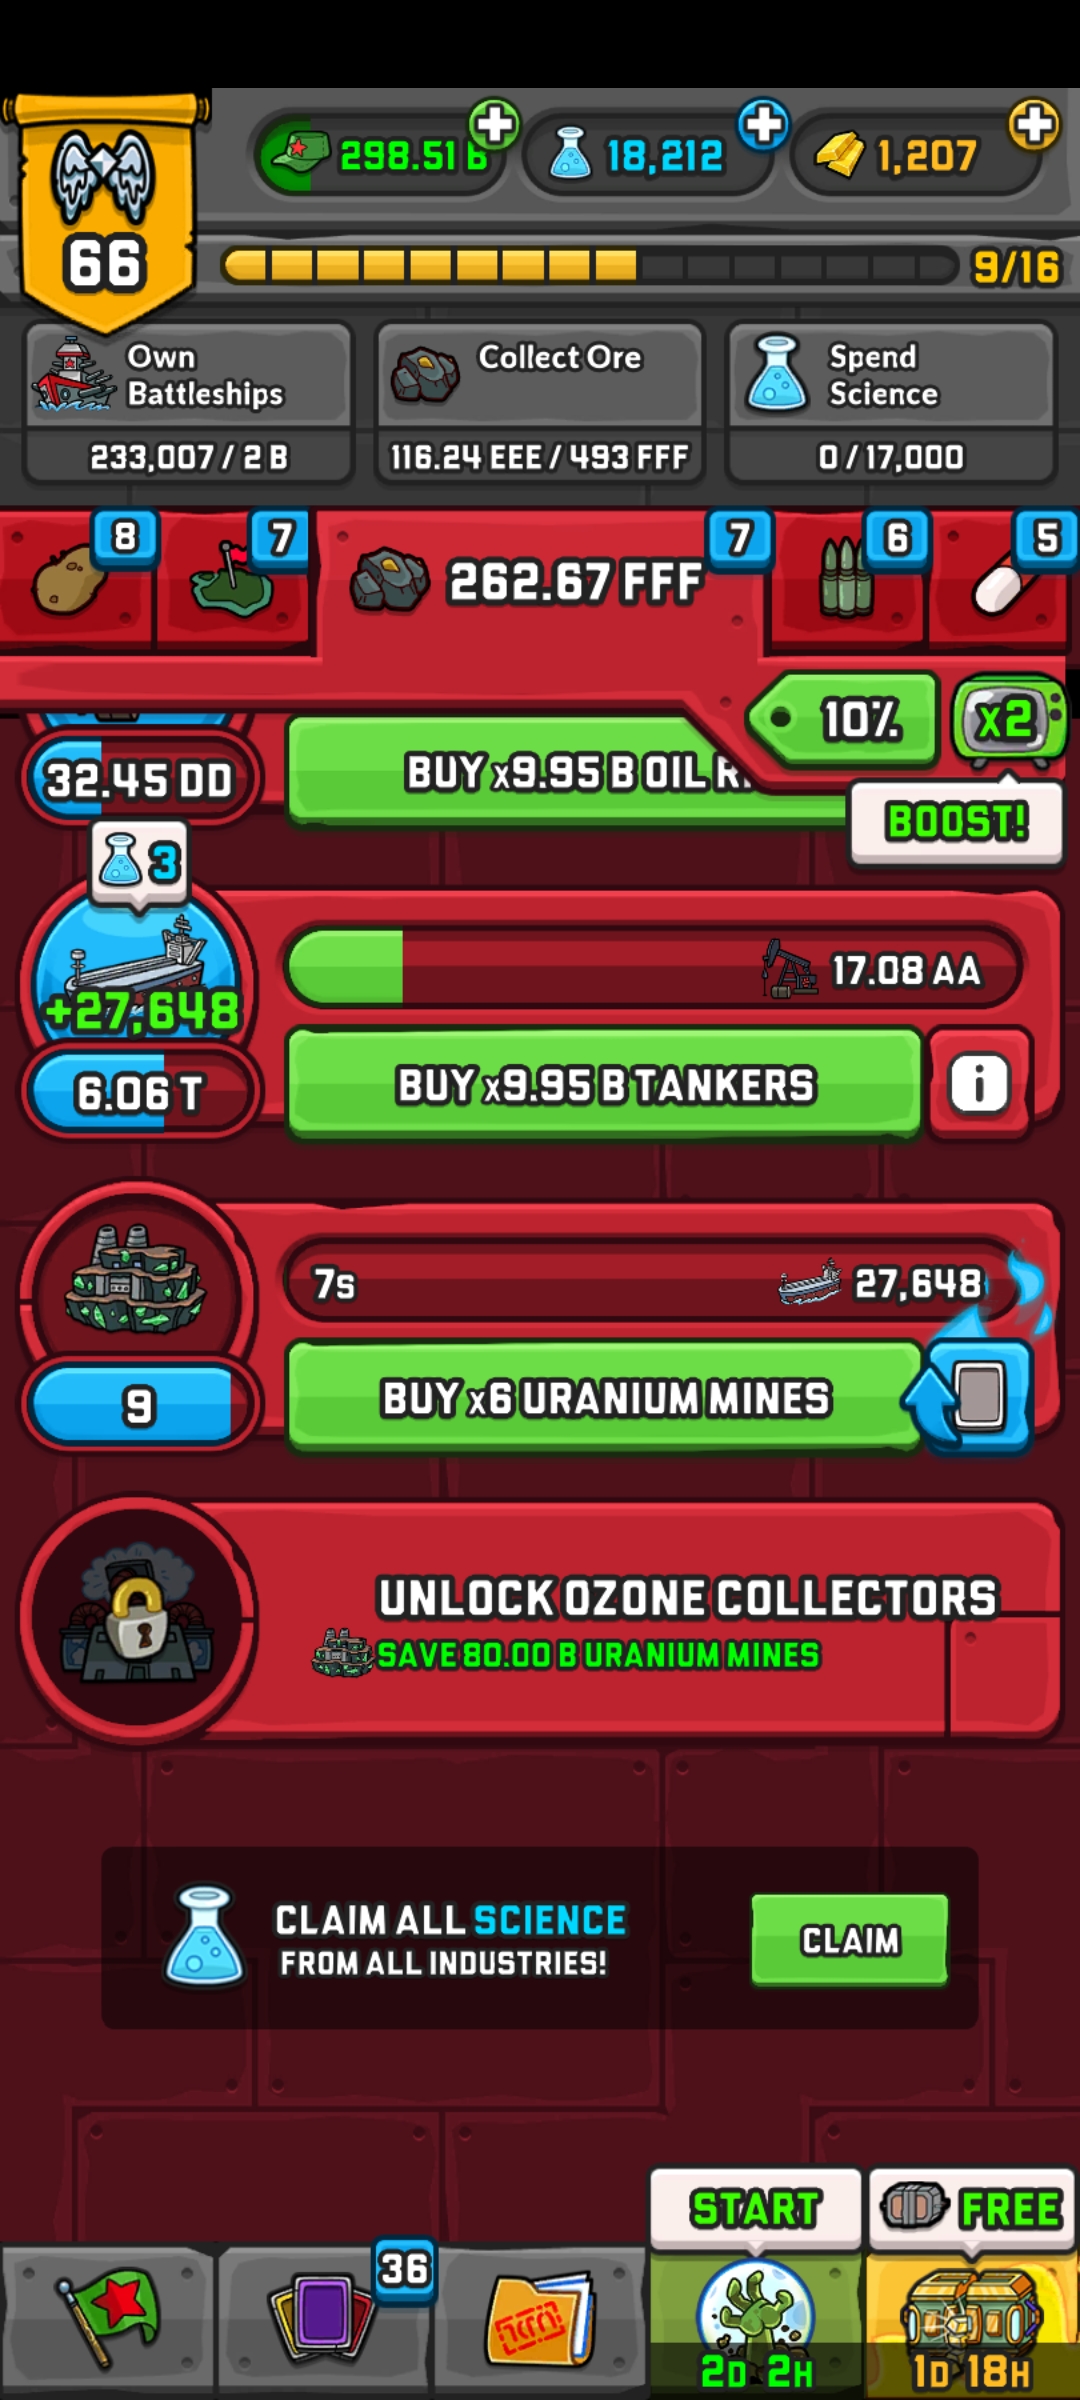 298.51 B
18,212
1,207
66
9/16
Own
Battleships
233,007 / 2 B
Collect Ore
116.24 EEE / 493 FFF
Spend
Science
0 / 17,000
8
7
262.67 FFF
7
6
5
10%
x2
BOOST!
32.45 DD
BUY x9.95 B OIL
3
+27,648
17.08 AA
6.06 T
BUY x9.95 B TANKERS
i
7s
27,648
9
BUY x6 URANIUM MINES
UNLOCK OZONE COLLECTORS
SAVE 80.00 B URANIUM MINES
CLAIM ALL SCIENCE
FROM ALL INDUSTRIES!
CLAIM
START
FREE
36
2D 2H
1D 18H